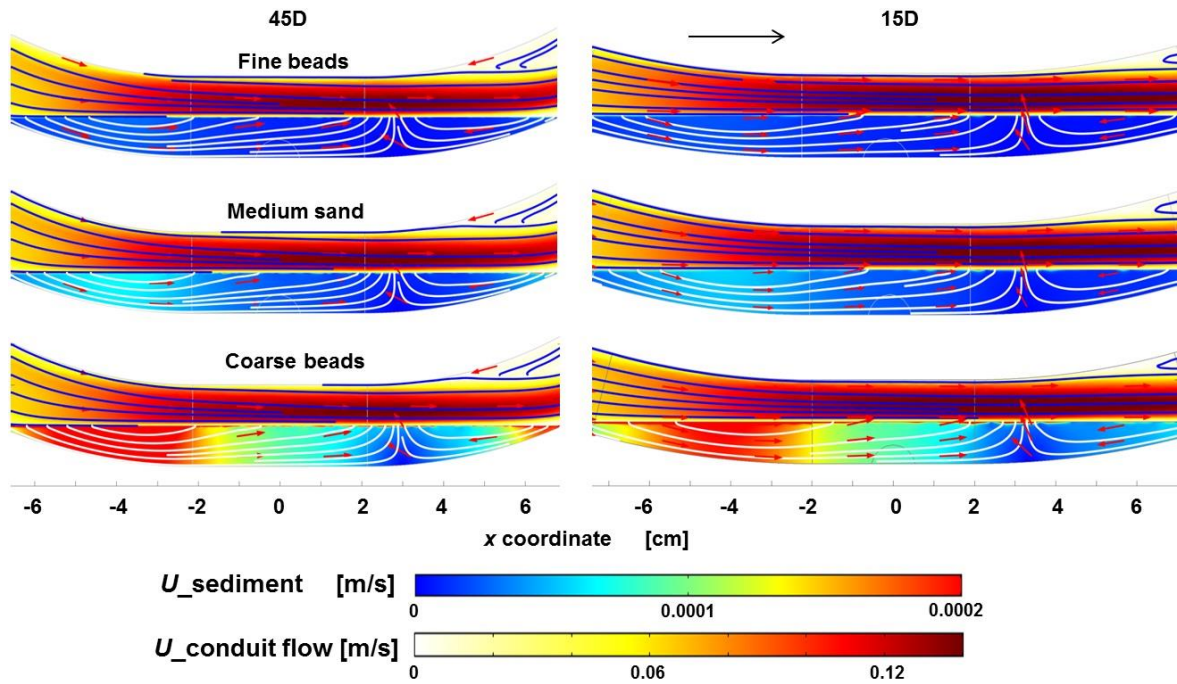 45D 15D
Fine beads
Medium sand
Coarse beads
-6 -4 -2 0 2 4 6 -6 -4 -2 0 2 4 6
x coordinate [cm]
U_sediment [m/s]
0 0.0001 0.0002
U_conduit flow [m/s]
0 0.06 0.12